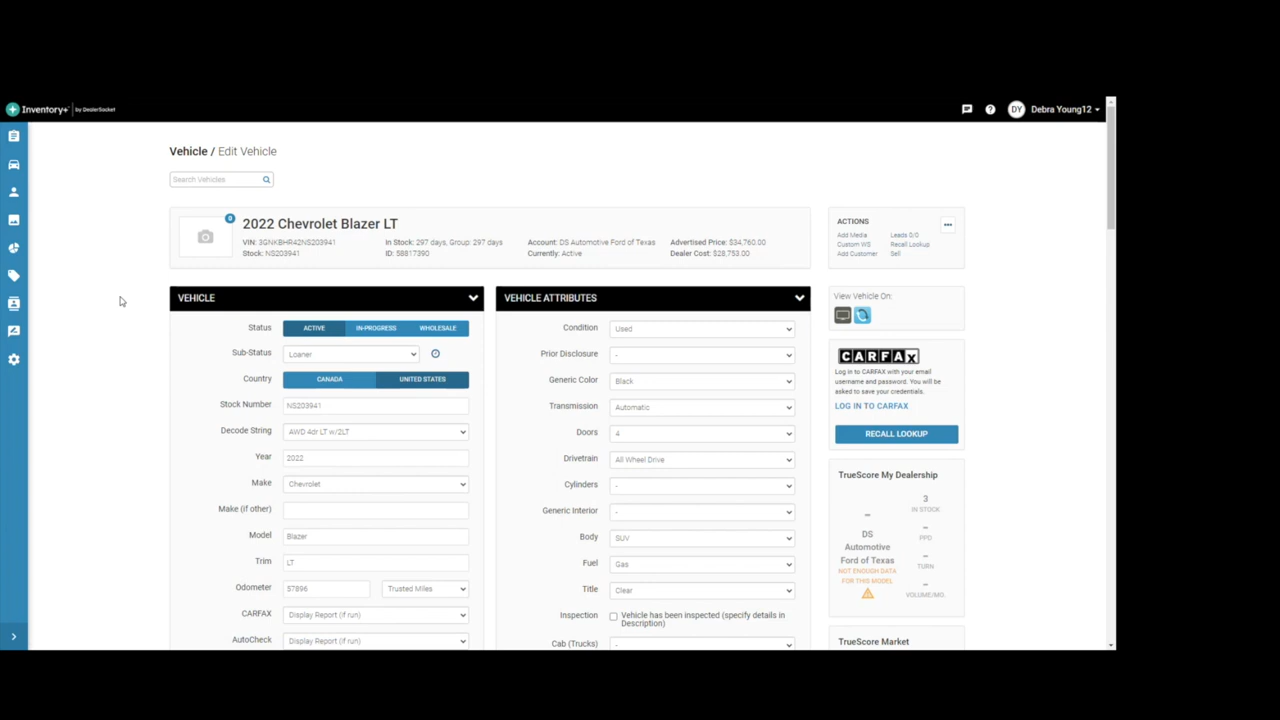 Inventory+ by DealerSocket
DY Debra Young12
Vehicle / Edit Vehicle
Search Vehicles
0
2022 Chevrolet Blazer LT
VIN: 3GNKBHR42NS203941 In Stock: 297 days, Group: 297 days Account: DS Automotive Ford of Texas Advertised Price: $34,760.00
Stock: NS203941 ID: 58817390 Currently: Active Dealer Cost: $28,753.00
ACTIONS
Add Media Leads 0/0
Custom WS Recall Lookup
Add Customer Sell
VEHICLE
Status ACTIVE IN-PROGRESS WHOLESALE
Sub-Status Loaner
Country CANADA UNITED STATES
Stock Number NS203941
Decode String AWD 4dr LT w/2LT
Year 2022
Make Chevrolet
Make (if other)
Model Blazer
Trim LT
Odometer 57896 Trusted Miles
CARFAX Display Report (if run)
AutoCheck Display Report (if run)
VEHICLE ATTRIBUTES
Condition Used
Prior Disclosure -
Generic Color Black
Transmission Automatic
Doors 4
Drivetrain All Wheel Drive
Cylinders -
Generic Interior -
Body SUV
Fuel Gas
Title Clear
Inspection Vehicle has been inspected (specify details in
Description)
Cab (Trucks) -
View Vehicle On:
CARFAX
Log in to CARFAX with your email
username and password. You will be
asked to save your credentials.
LOG IN TO CARFAX
RECALL LOOKUP
TrueScore My Dealership
--
DS
Automotive
Ford of Texas
NOT ENOUGH DATA
FOR THIS MODEL
3
IN STOCK
--
PPD
--
TURN
--
VOLUME/MO.
TrueScore Market